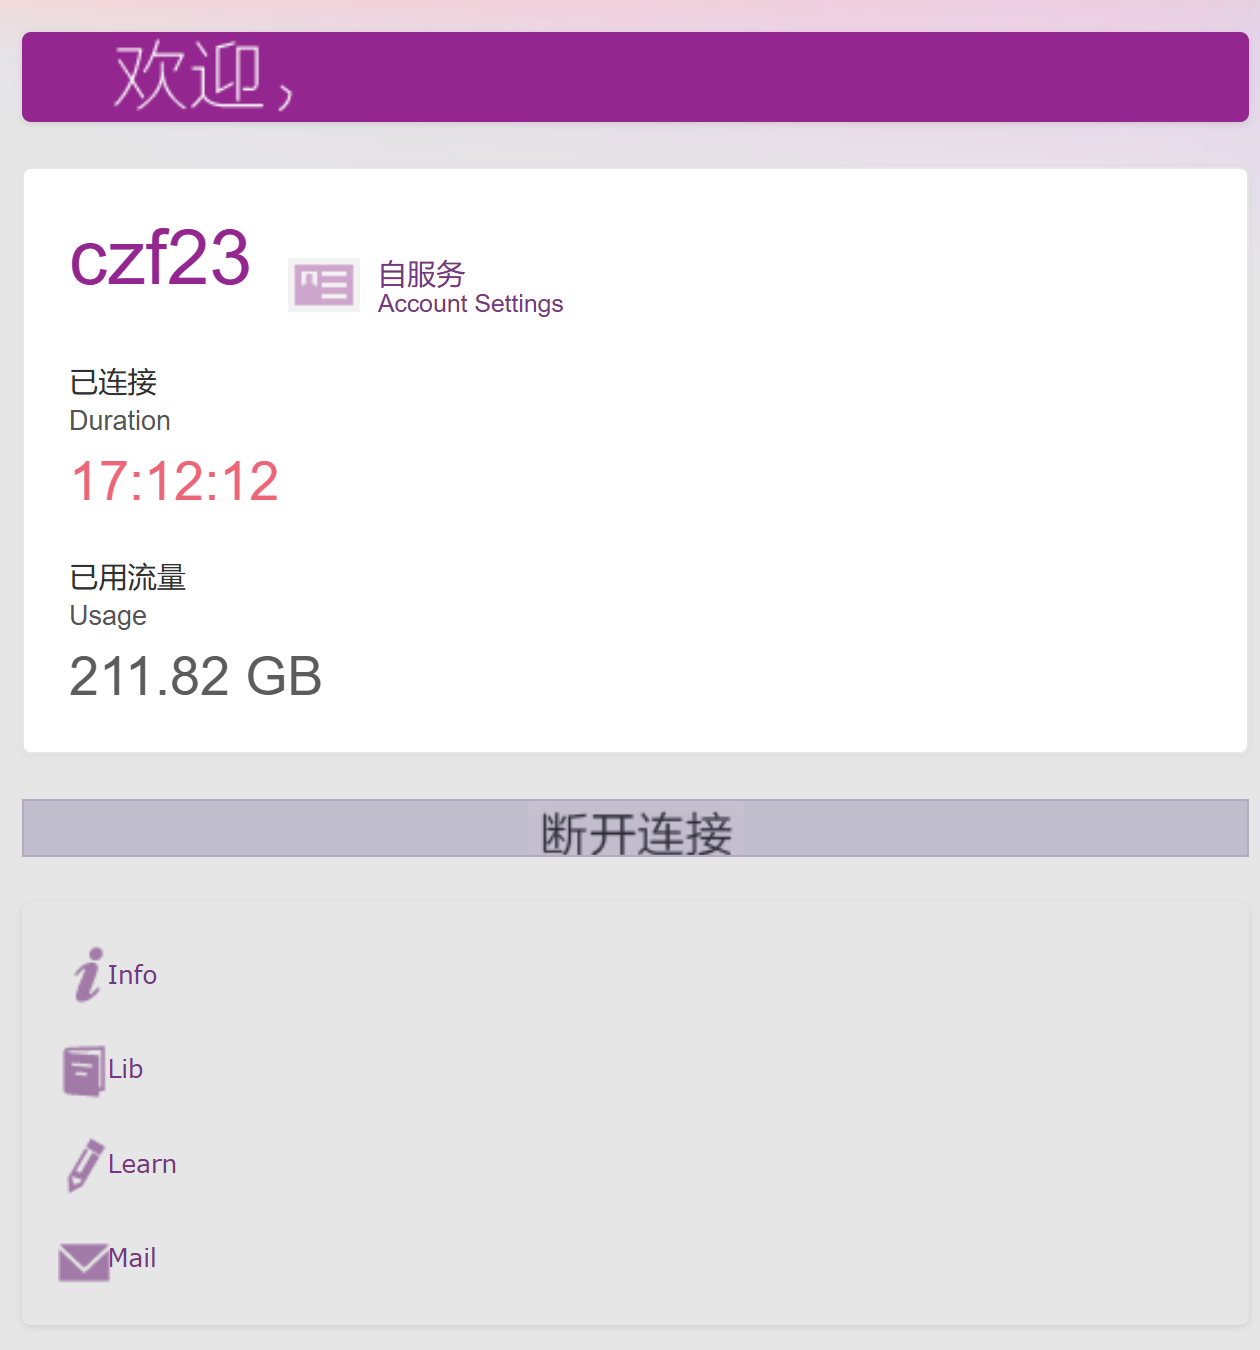 欢迎，
czf23
自服务
Account Settings
已连接
Duration
17:12:12
已用流量
Usage
211.82 GB
断开连接
Info
Lib
Learn
Mail